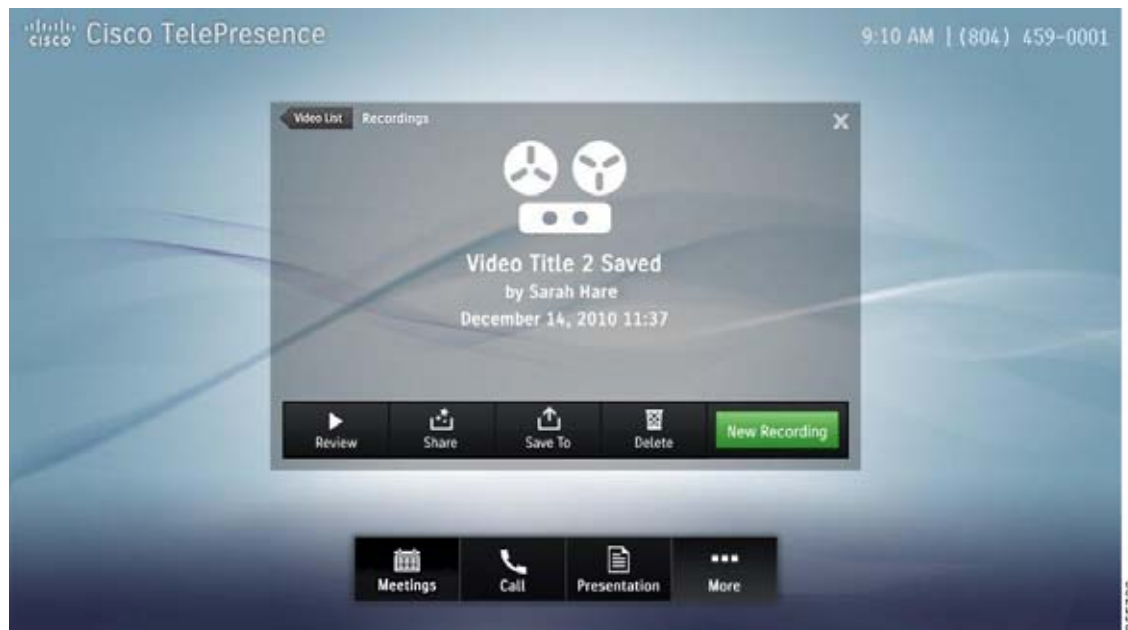 CISCO Cisco TelePresence
9:10 AM | (804) 459-0001
Video List Recordings X
Video Title 2 Saved
by Sarah Hare
December 14, 2010 11:37
Review Share Save To Delete New Recording
Meetings Call Presentation More